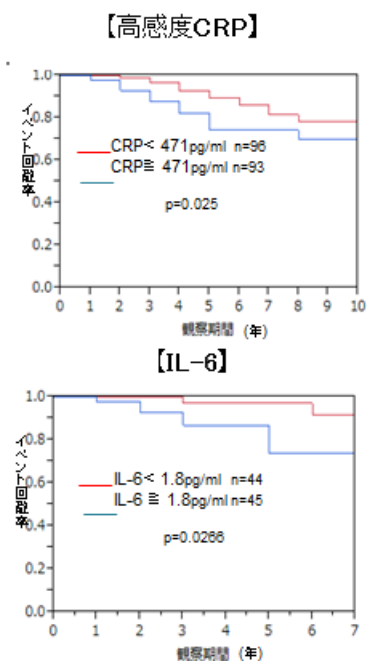 【高感度CRP】
イベント回避率
1.0
0.8
0.6
0.4
0.2
0.0
CRP< 471pg/ml n=96
CRP≧ 471pg/ml n=93
p=0.025
0 1 2 3 4 5 6 7 8 9 10
観察期間 (年)
【IL-6】
イベント回避率
1.0
0.8
0.6
0.4
0.2
0.0
IL-6< 1.8pg/ml n=44
IL-6 ≧ 1.8pg/ml n=45
p=0.0266
0 1 2 3 4 5 6 7
観察期間 (年)